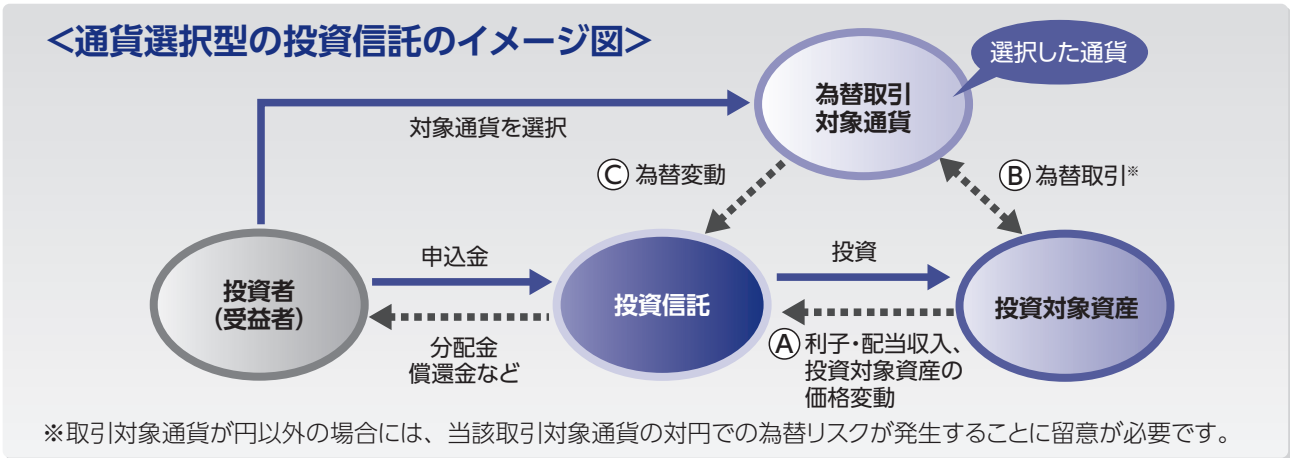 <通貨選択型の投資信託のイメージ図>
選択した通貨
為替取引
対象通貨
対象通貨を選択
Ⓒ 為替変動
Ⓑ 為替取引※
申込金
投資
投資者
（受益者）
投資信託
投資対象資産
分配金
償還金など
Ⓐ 利子・配当収入、
投資対象資産の
価格変動
※取引対象通貨が円以外の場合には、当該取引対象通貨の対円での為替リスクが発生することに留意が必要です。